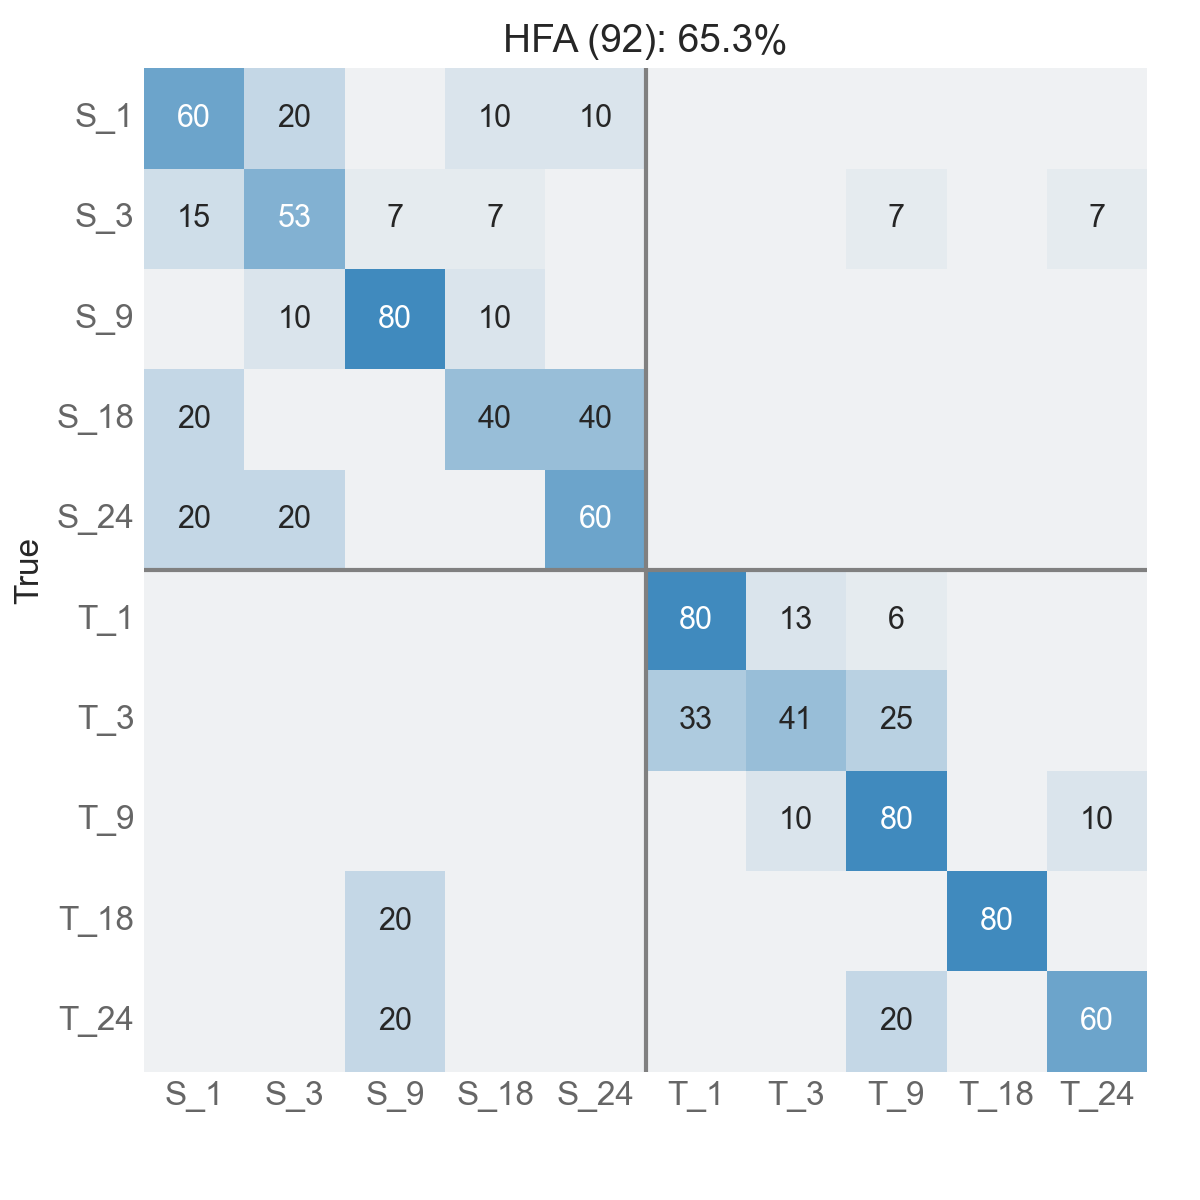 HFA (92): 65.3%
S_1 60 20 10 10
S_3 15 53 7 7 7 7
S_9 10 80 10
S_18 20 40 40
S_24 20 20 60
True
T_1 80 13 6
T_3 33 41 25
T_9 10 80 10
T_18 20 80
T_24 20 20 60
S_1 S_3 S_9 S_18 S_24 T_1 T_3 T_9 T_18 T_24